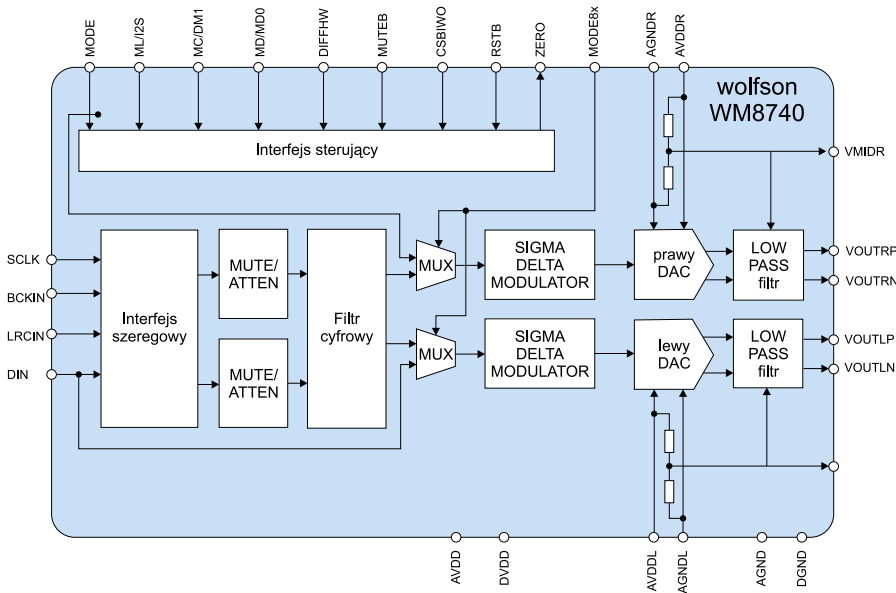 MODE
ML/I2S
MC/DM1
MD/MD0
DIFFHW
MUTEB
CSBIWO
RSTB
ZERO
MODE8x
AGNDR
AVDDR
wolfson
WM8740
Interfejs sterujący
VMIDR
SCLK
BCKIN
LRCIN
DIN
Interfejs
szeregowy
MUTE/
ATTEN
MUTE/
ATTEN
Filtr
cyfrowy
MUX
MUX
SIGMA
DELTA
MODULATOR
SIGMA
DELTA
MODULATOR
prawy
DAC
lewy
DAC
LOW
PASS
filtr
LOW
PASS
filtr
VOUTRP
VOUTRN
VOUTLP
VOUTLN
AVDD
DVDD
AVDDL
AGNDL
AGND
DGND